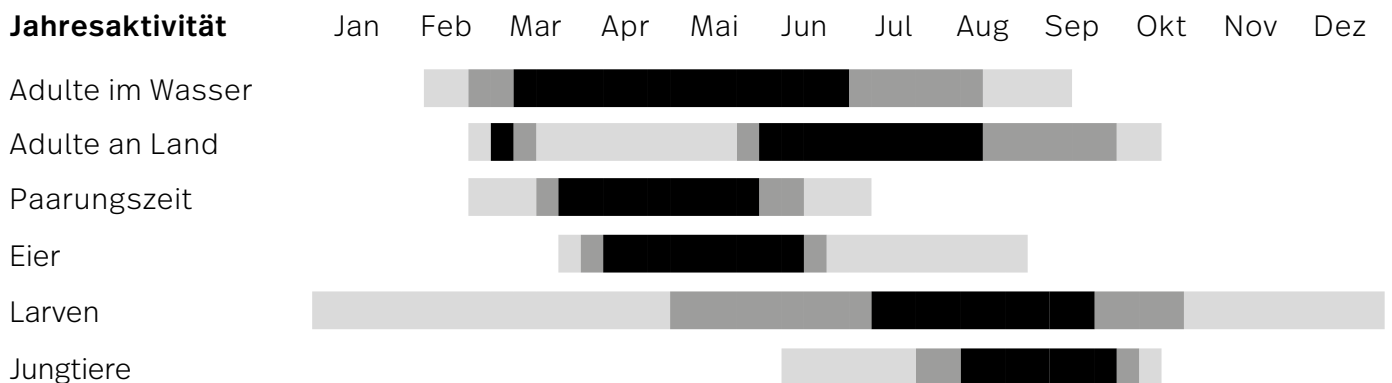 Jahresaktivität Jan Feb Mar Apr Mai Jun Jul Aug Sep Okt Nov Dez
Adulte im Wasser
Adulte an Land
Paarungszeit
Eier
Larven
Jungtiere